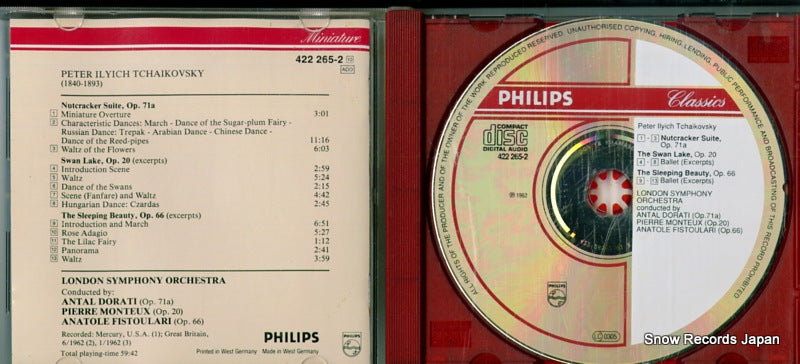 Miniature
422 265-2
ADD
PETER ILYICH TCHAIKOVSKY
(1840-1893)
Nutcracker Suite, Op. 71a
1 Miniature Overture 3:01
2 Characteristic Dances: March - Dance of the Sugar-plum Fairy -
Russian Dance: Trepak - Arabian Dance - Chinese Dance -
Dance of the Reed-pipes 11:16
3 Waltz of the Flowers 6:03
Swan Lake, Op. 20 (excerpts)
4 Introduction Scene 2:59
5 Waltz 5:24
6 Dance of the Swans 2:15
7 Scene (Fanfare) and Waltz 4:42
8 Hungarian Dance: Czardas 2:45
The Sleeping Beauty, Op. 66 (excerpts)
9 Introduction and March 6:51
10 Rose Adagio 5:27
11 The Lilac Fairy 1:12
12 Panorama 2:41
13 Waltz 3:59
LONDON SYMPHONY ORCHESTRA
Conducted by:
ANTAL DORATI (Op. 71a)
PIERRE MONTEUX (Op. 20)
ANATOLE FISTOULARI (Op. 66)
Recorded: Mercury, U.S.A. (1); Great Britain,
6/1962 (2), 1/1962 (3)
Total playing-time 59:42
Printed in West Germany Made in West Germany
PHILIPS
PHILIPS
ALL RIGHTS OF THE PRODUCER AND OF THE OWNER OF THE WORK REPRODUCED RESERVED. UNAUTHORISED COPYING, HIRING, LENDING, PUBLIC PERFORMANCE AND BROADCASTING OF THIS RECORD PROHIBITED
PHILIPS Classics
COMPACT
disc
DIGITAL AUDIO
422 265-2
℗ 1962
Peter Ilyich Tchaikovsky
1 - 3 Nutcracker Suite,
Op. 71a
The Swan Lake, Op. 20
4 - 8 Ballet (Excerpts)
The Sleeping Beauty, Op. 66
9 - 13 Ballet (Excerpts)
LONDON SYMPHONY
ORCHESTRA
conducted by
ANTAL DORATI (Op.71a)
PIERRE MONTEUX (Op.20)
ANATOLE FISTOULARI (Op.66)
PHILIPS
LC 0305
Snow Records Japan